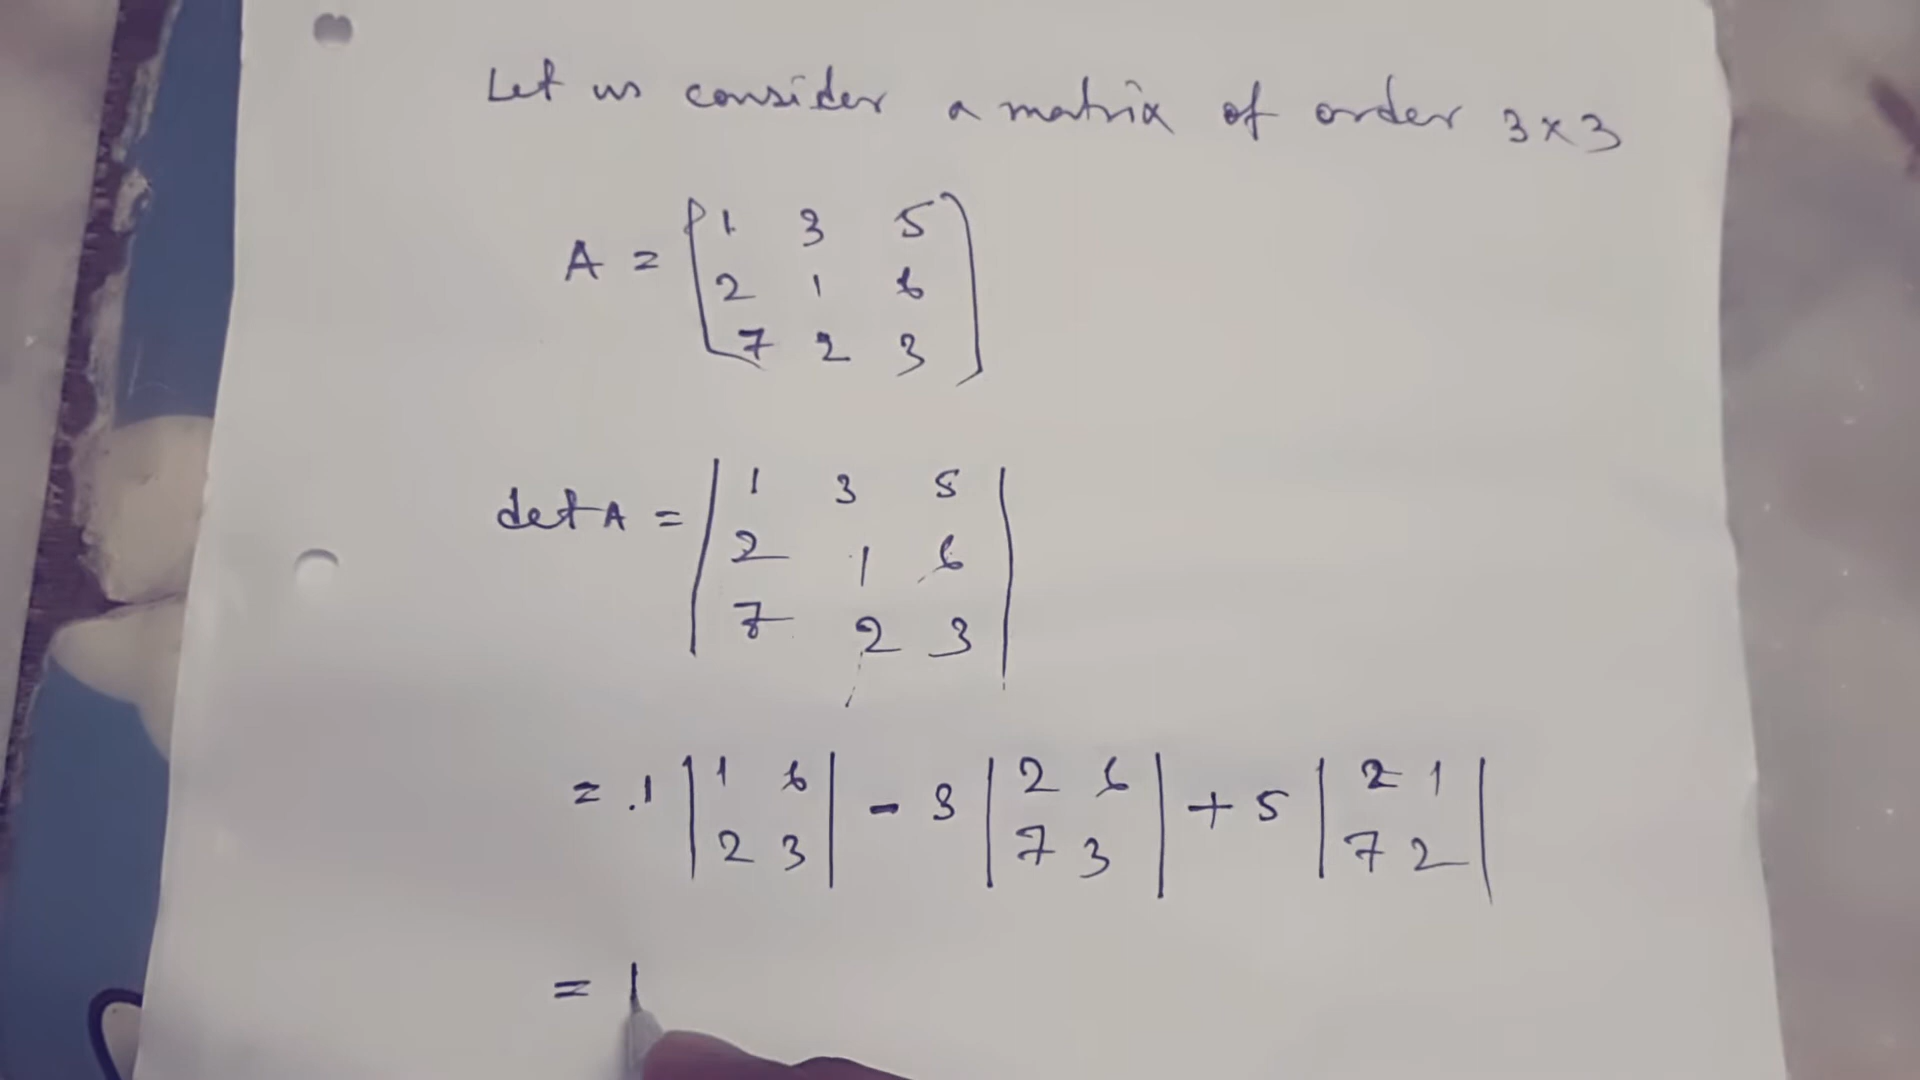 Let us consider a matrix of order 3×3
A = [1 3 5
2 1 6
7 2 3]
det A = |1 3 5
2 1 6
7 2 3|
= .1 |1 6| - 3 |2 6| + 5 |2 1|
|2 3| |7 3| |7 2|
= 1